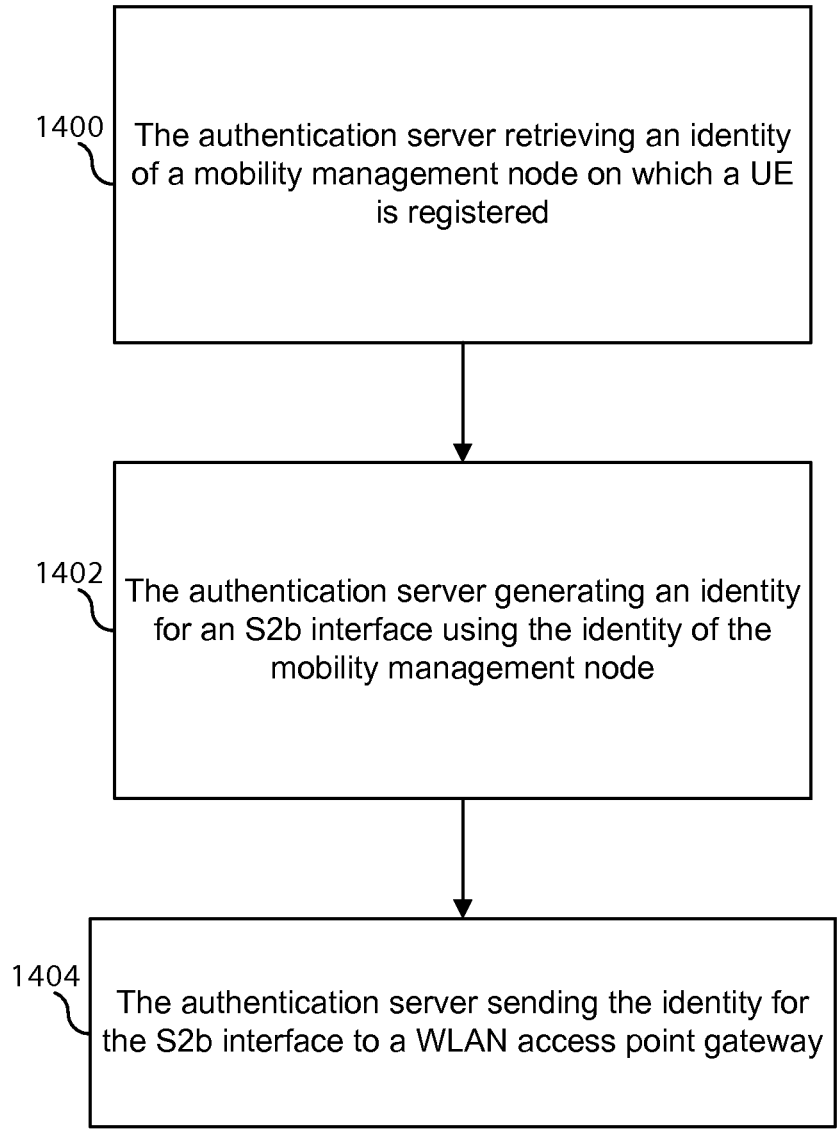 1400
The authentication server retrieving an identity
of a mobility management node on which a UE
is registered
1402
The authentication server generating an identity
for an S2b interface using the identity of the
mobility management node
1404
The authentication server sending the identity for
the S2b interface to a WLAN access point gateway